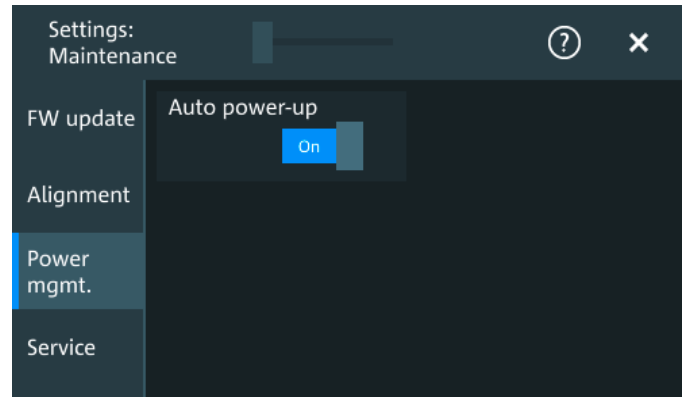 Settings:
Maintenance
?
FW update
Auto power-up
On
Alignment
Power
mgmt.
Service